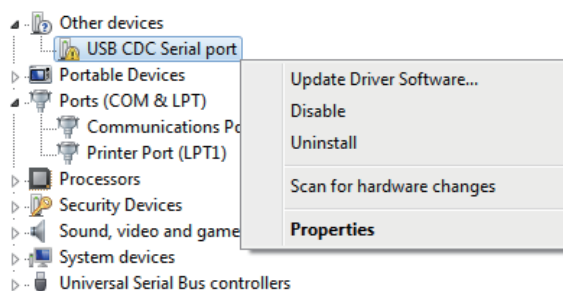 Other devices
USB CDC Serial port
Portable Devices
Ports (COM & LPT)
Communications
Printer Port (LPT1)
Processors
Security Devices
Sound, video and game
System devices
Universal Serial Bus controllers
Update Driver Software...
Disable
Uninstall
Scan for hardware changes
Properties